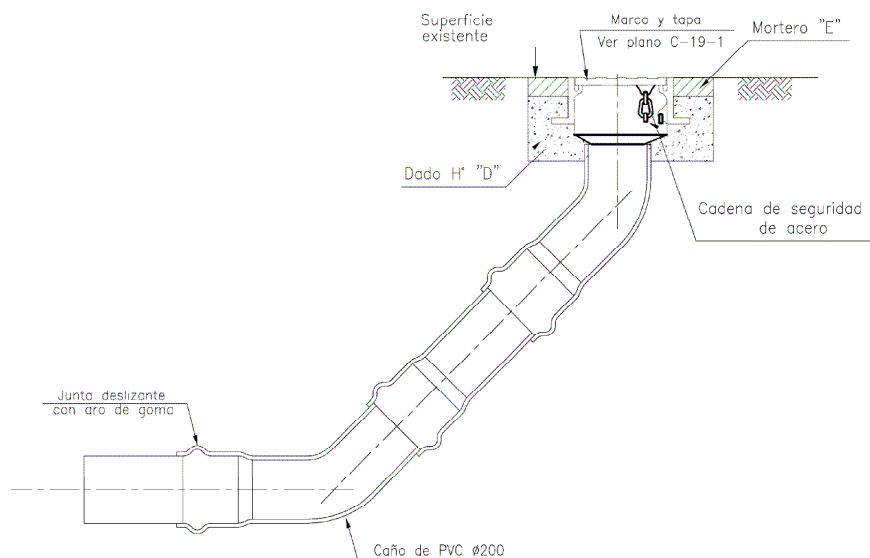 Superficie
existente
Marco y tapa
Ver plano C-19-1
Mortero "E"
Dado H° "D"
Cadena de seguridad
de acero
Junta deslizante
con aro de goma
Caño de PVC ø200